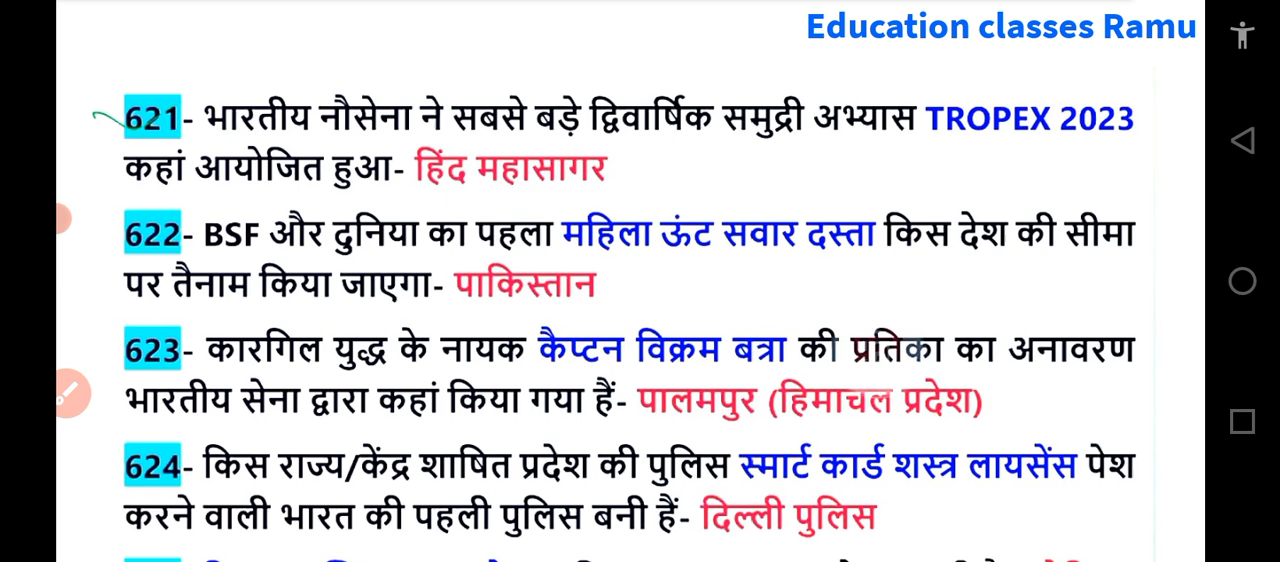 Education classes Ramu
621- भारतीय नौसेना ने सबसे बड़े द्विवार्षिक समुद्री अभ्यास TROPEX 2023
कहां आयोजित हुआ- हिंद महासागर
622- BSF और दुनिया का पहला महिला ऊंट सवार दस्ता किस देश की सीमा
पर तैनाम किया जाएगा- पाकिस्तान
623- कारगिल युद्ध के नायक कैप्टन विक्रम बत्रा की प्रतिका का अनावरण
भारतीय सेना द्वारा कहां किया गया हैं- पालमपुर (हिमाचल प्रदेश)
624- किस राज्य/केंद्र शाषित प्रदेश की पुलिस स्मार्ट कार्ड शस्त्र लायसेंस पेश
करने वाली भारत की पहली पुलिस बनी हैं- दिल्ली पुलिस